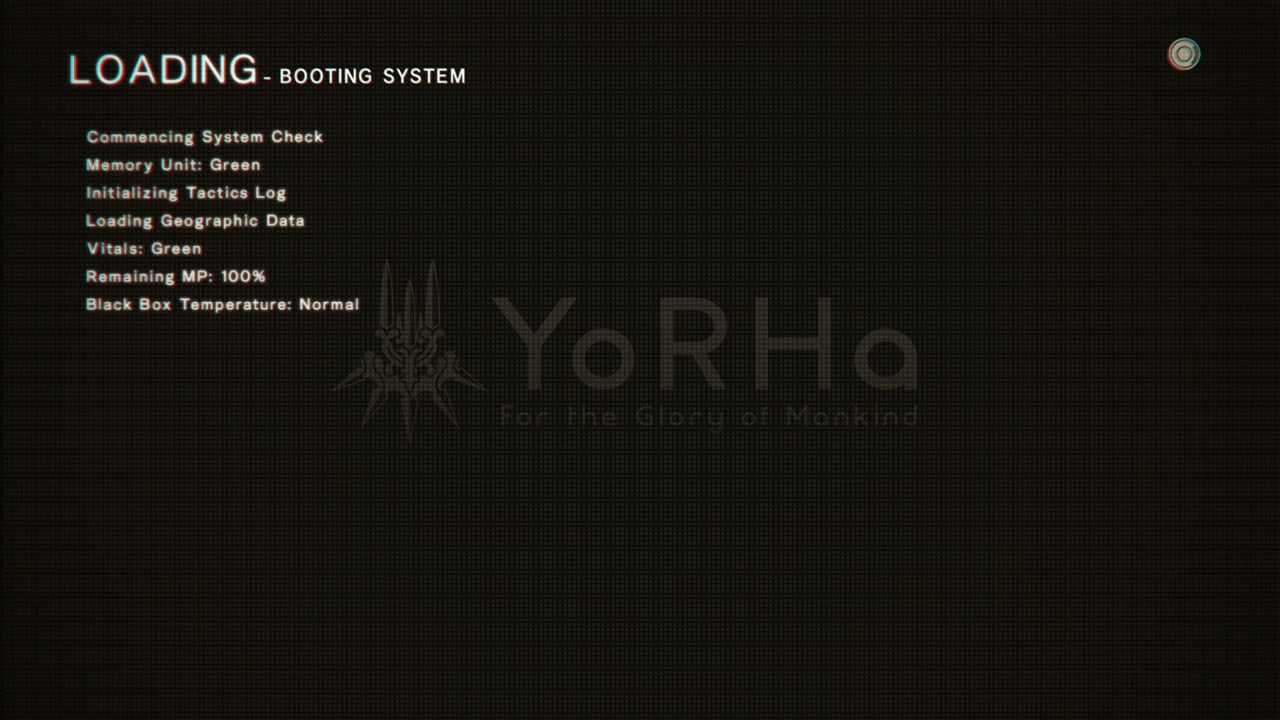 LOADING - BOOTING SYSTEM
Commencing System Check
Memory Unit: Green
Initializing Tactics Log
Loading Geographic Data
Vitals: Green
Remaining MP: 100%
Black Box Temperature: Normal
YoRHa
For the Glory of Mankind